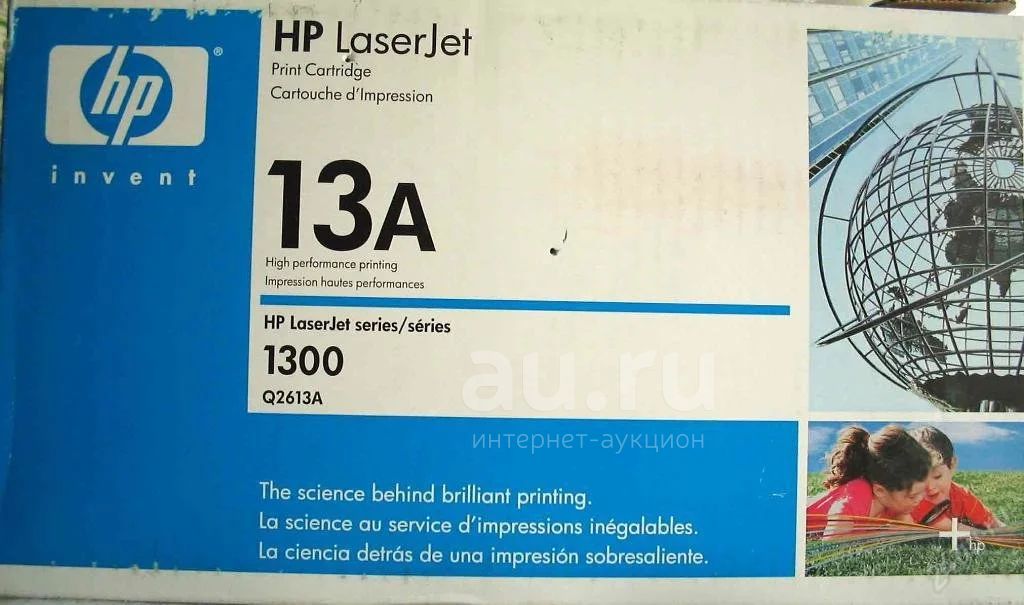 hp®
invent
HP LaserJet
Print Cartridge
Cartouche d'Impression
13A
High performance printing
Impression hautes performances
HP LaserJet series/séries
1300
Q2613A
au.ru
интернет-аукцион
The science behind brilliant printing.
La science au service d'impressions inégalables.
La ciencia detrás de una impresión sobresaliente.
+hp